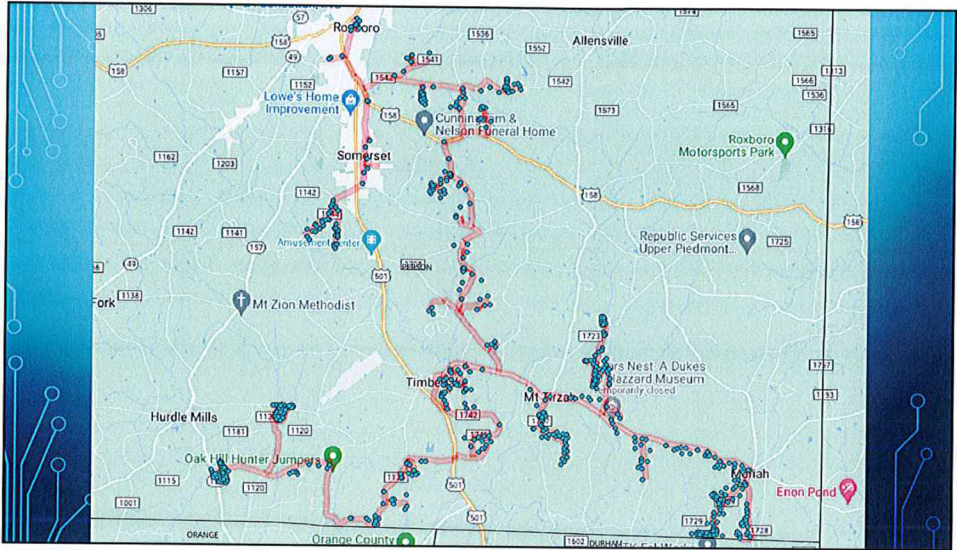 1306
57
1574
Roxboro
1536
1565
Allensville
158
49
1157
1541
1552
158
1542
1542
1313
1566
1536
1152
Lowe's Home
Improvement
1573
1565
158
Cunningham &
Nelson Funeral Home
Roxboro
Motorsports Park
Somerset
1162
1203
1142
1568
158
158
1142
1141
157
Amusement Center
Republic Services
Upper Piedmont...
1725
49
501
1138
Fork
Mt Zion Methodist
1723
1757
Hazzard Museum
Temporarily closed
Mt Tirzah
1193
Hurdle Mills
1742
1181
1120
Oak Hill Hunter Jumpers
1115
1120
Moriah
Enon Pond
1001
501
501
1729
1728
ORANGE
Orange County
1602
DURHAM